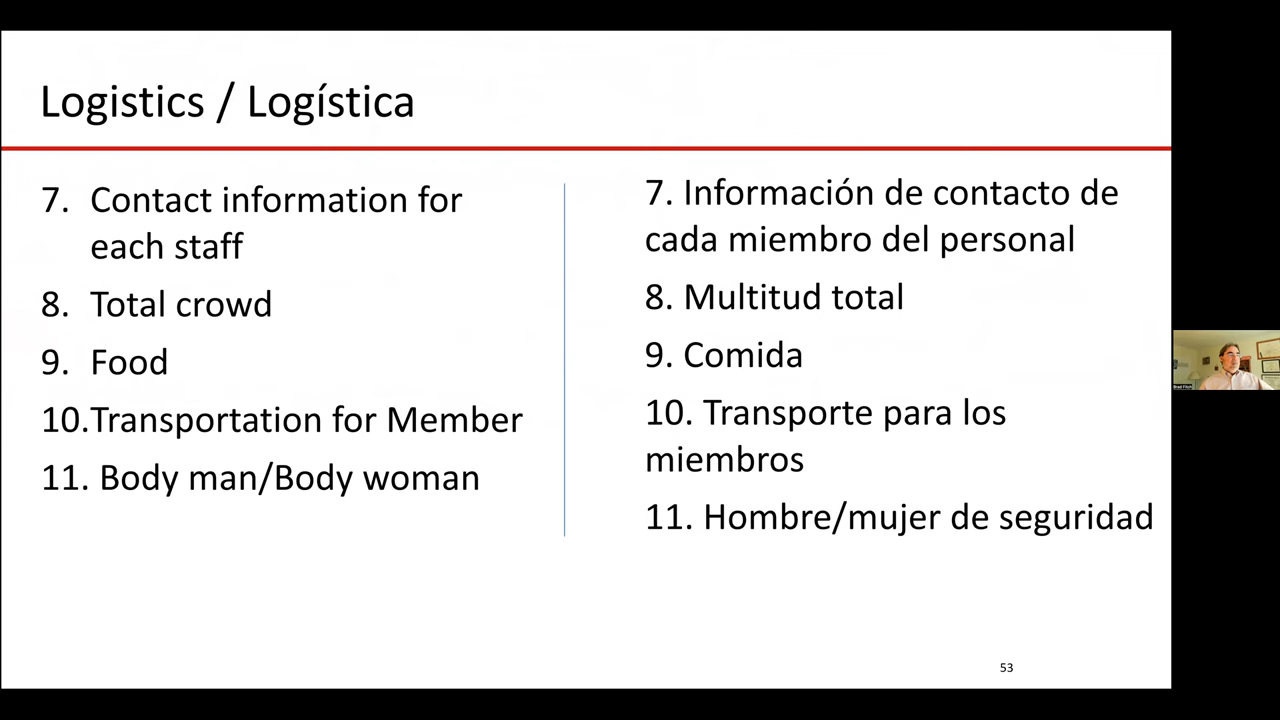 Logistics / Logística
7. Contact information for
each staff
8. Total crowd
9. Food
10.Transportation for Member
11. Body man/Body woman
7. Información de contacto de
cada miembro del personal
8. Multitud total
9. Comida
10. Transporte para los
miembros
11. Hombre/mujer de seguridad
53
Brad Fitch